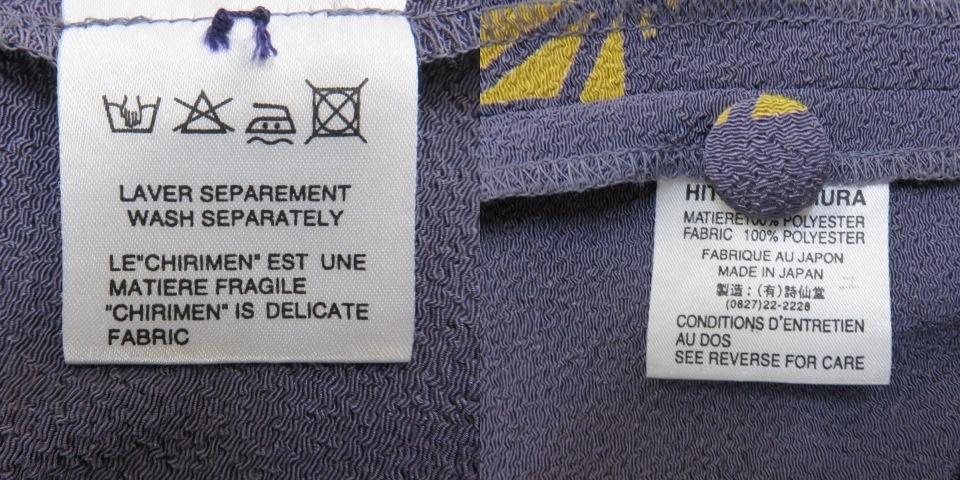 LAVER SEPAREMENT
WASH SEPARATELY
LE"CHIRIMEN" EST UNE
MATIERE FRAGILE
"CHIRIMEN" IS DELICATE
FABRIC
MATIERE 100% POLYESTER
FABRIC 100% POLYESTER
FABRIQUE AU JAPON
MADE IN JAPAN
製造：(有)詩仙堂
(0827)22-2228
CONDITIONS D'ENTRETIEN
AU DOS
SEE REVERSE FOR CARE